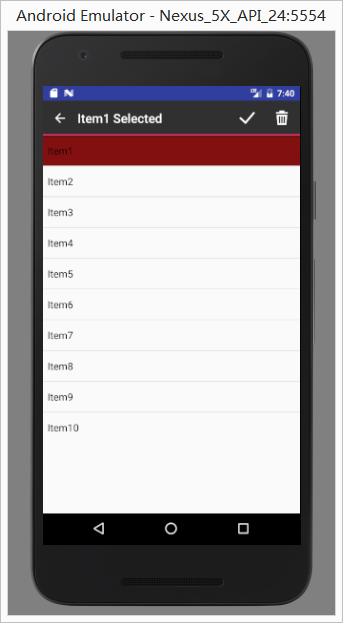 Android Emulator - Nexus_5X_API_24:5554
7:40
Item1 Selected
Item1
Item2
Item3
Item4
Item5
Item6
Item7
Item8
Item9
Item10